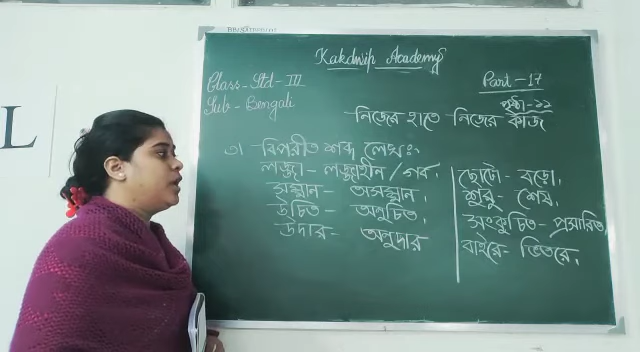 Kakdwip Academy
Class - Std - III
Sub - Bengali
Part - 17
পৃষ্ঠা - ১১
নিজের হাতে নিজের কাজ
৩) বিপরীত শব্দ লেখ :-
লজ্জা - লজ্জাহীন / গর্ব,
সম্মান - অসম্মান,
উচিত - অনুচিত,
উদার - অনুদার
ছোটো - বড়ো,
শুরু - শেষ,
সংকুচিত - প্রসারিত,
বাইরে - ভিতরে,